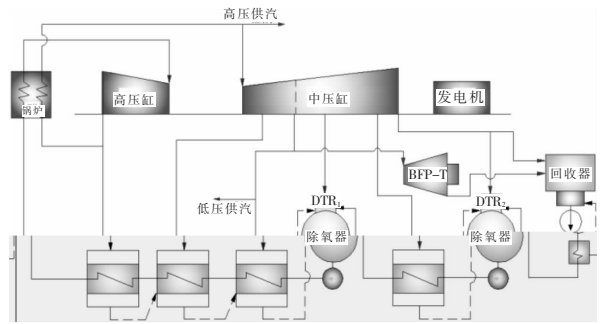 高压供汽
锅炉
高压缸
中压缸
发电机
BFP-T
回收器
低压供汽
DTR₁
除氧器
DTR₂
除氧器